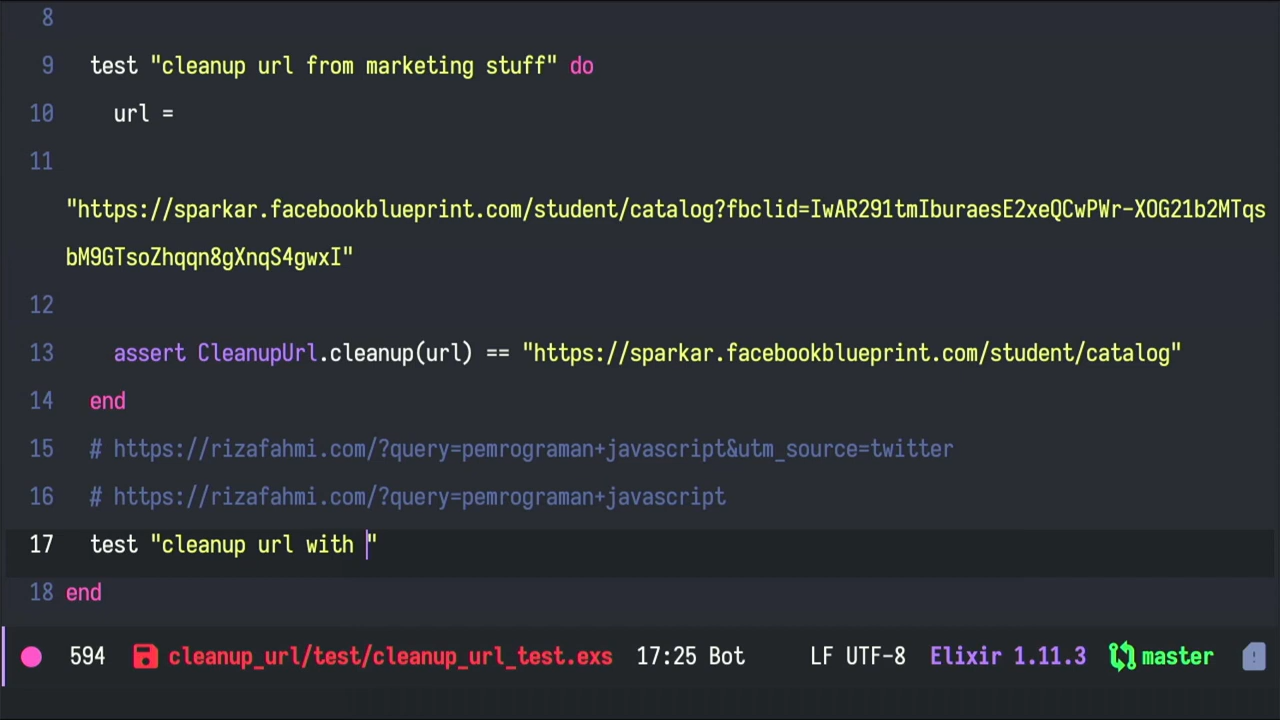 8
9 test "cleanup url from marketing stuff" do
10 url =
11
"https://sparkar.facebookblueprint.com/student/catalog?fbclid=IwAR291tmIburaesE2xeQCwPWr-XOG21b2MTqs
bM9GTsoZhqqn8gXnqS4gwxI"
12
13 assert CleanupUrl.cleanup(url) == "https://sparkar.facebookblueprint.com/student/catalog"
14 end
15 # https://rizafahmi.com/?query=pemrograman+javascript&utm_source=twitter
16 # https://rizafahmi.com/?query=pemrograman+javascript
17 test "cleanup url with "
18 end
594 cleanup_url/test/cleanup_url_test.exs 17:25 Bot LF UTF-8 Elixir 1.11.3 master